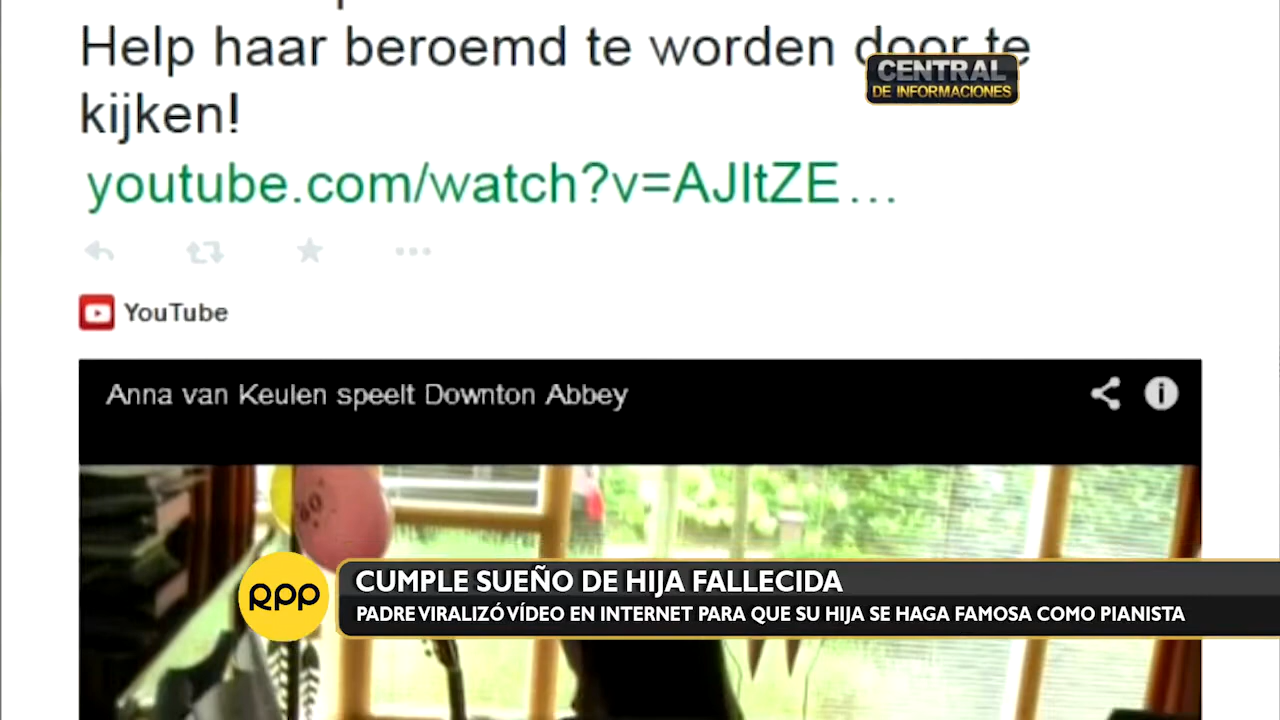 Help haar beroemd te worden door te
CENTRAL
DE INFORMACIONES
kijken!
youtube.com/watch?v=AJItZE...
YouTube
Anna van Keulen speelt Downton Abbey
80
RPP
CUMPLE SUEÑO DE HIJA FALLECIDA
PADRE VIRALIZÓ VÍDEO EN INTERNET PARA QUE SU HIJA SE HAGA FAMOSA COMO PIANISTA